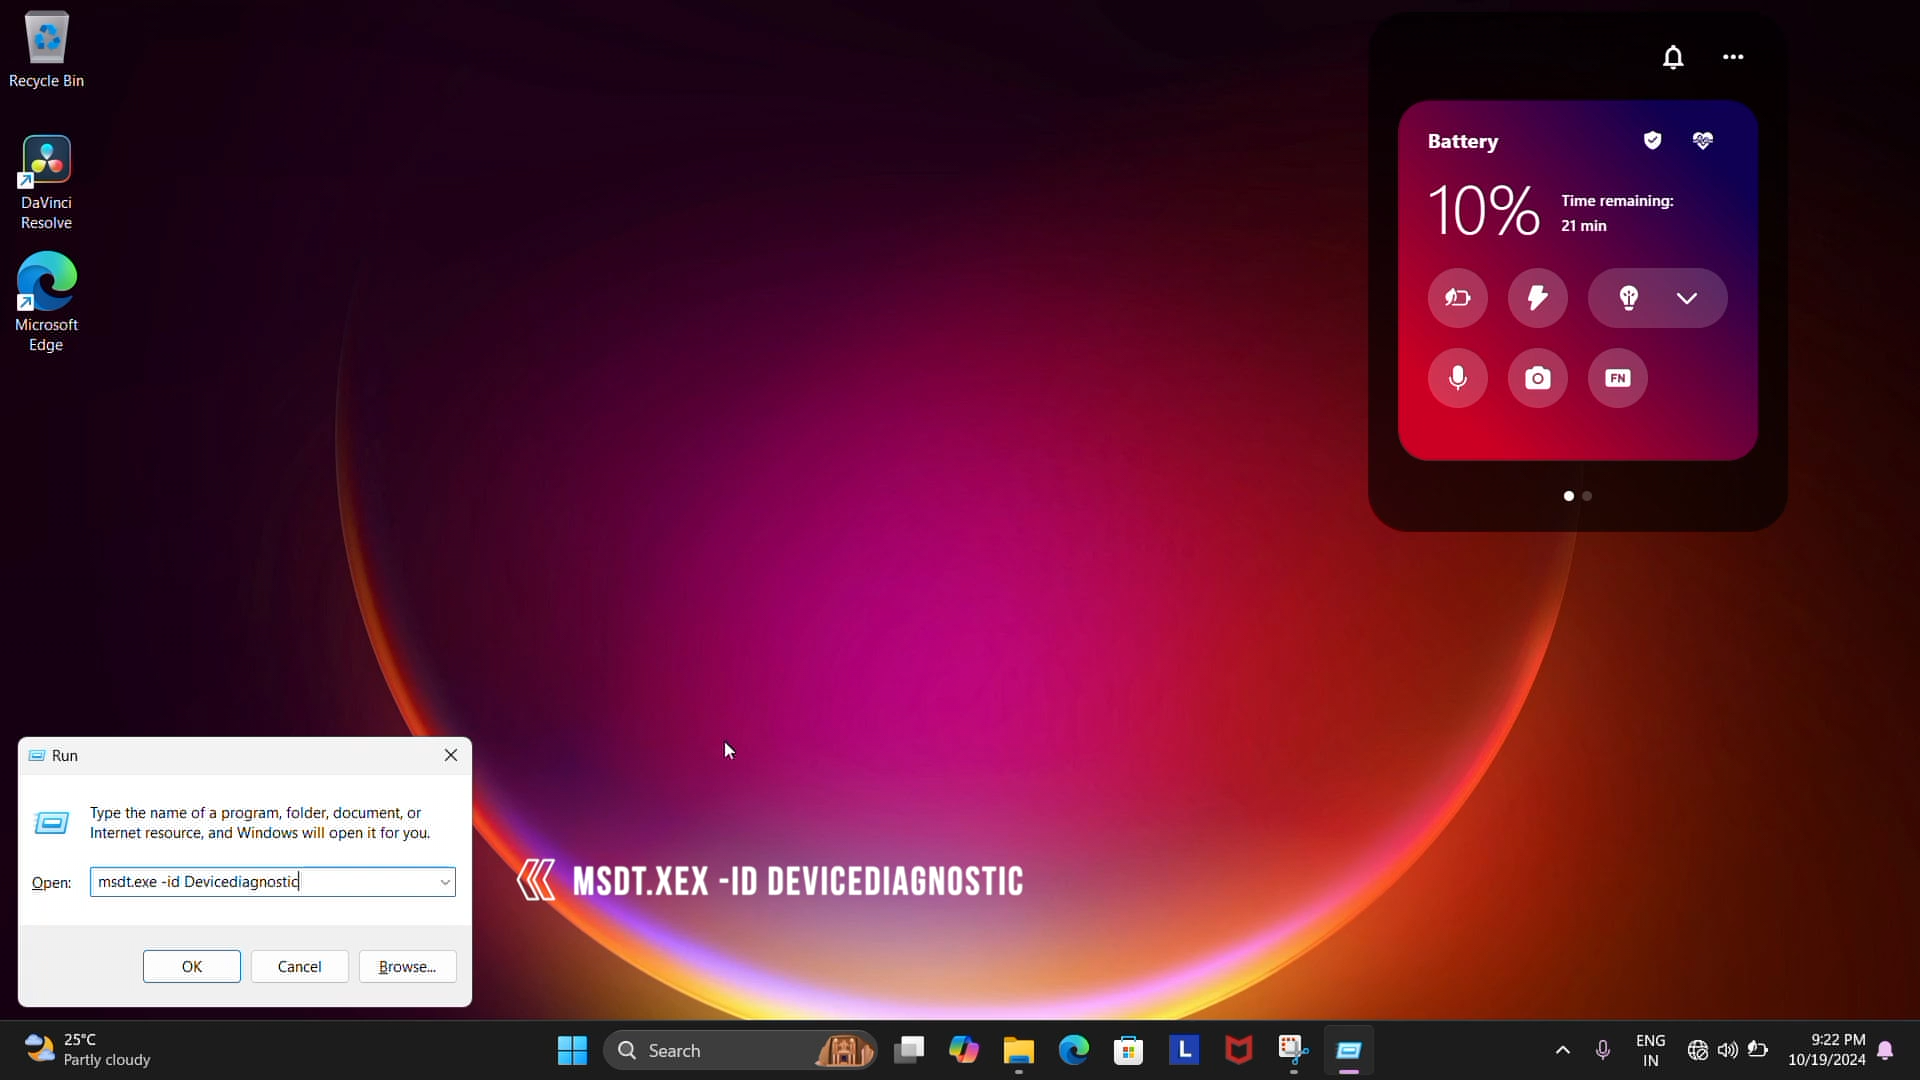 Recycle Bin
DaVinci
Resolve
Microsoft
Edge
Battery
10%
Time remaining:
21 min
FN
Run
Type the name of a program, folder, document, or
Internet resource, and Windows will open it for you.
Open:
msdt.exe -id Devicediagnostic
OK
Cancel
Browse...
MSDT.XEX -ID DEVICEDIAGNOSTIC
25°C
Partly cloudy
Search
L
ENG
IN
9:22 PM
10/19/2024